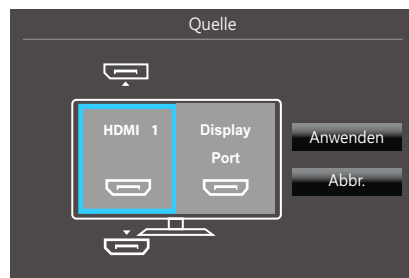 Quelle
HDMI 1
Display
Port
Anwenden
Abbr.